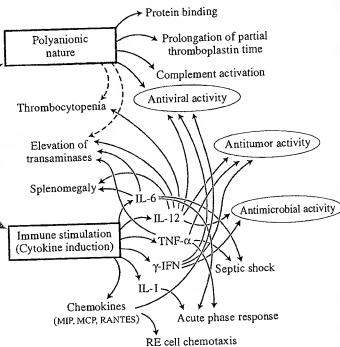 Protein binding
Polyanionic
nature
Prolongation of partial
thromboplastin time
Complement activation
Antiviral activity
Thrombocytopenia
Elevation of
transaminases
Antitumor activity
Splenomegaly
IL-6
IL-12
Antimicrobial activity
Immune stimulation
(Cytokine induction)
TNF-α
γ-IFN
Septic shock
IL-I
Chemokines
(MIP, MCP, RANTES)
Acute phase response
RE cell chemotaxis